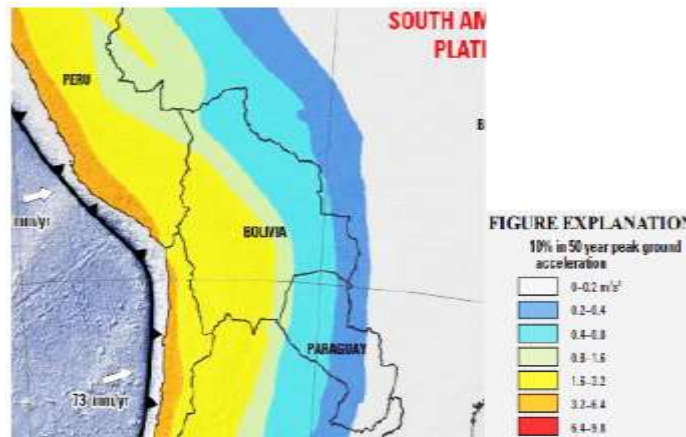 SOUTH AM
PLATI
PERU
B
mm/yr
BOLIVIA
PARAGUAY
73 mm/yr
FIGURE EXPLANATION
10% in 50 year peak ground
acceleration
0–0.2 m/s²
0.2–0.4
0.4–0.8
0.8–1.6
1.6–3.2
3.2–6.4
6.4–9.8